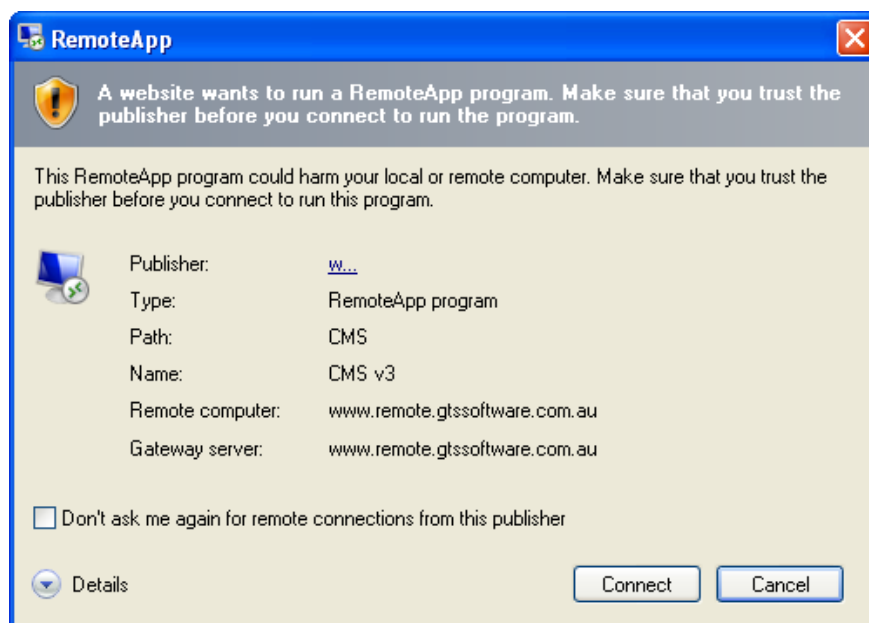 RemoteApp
A website wants to run a RemoteApp program. Make sure that you trust the
publisher before you connect to run the program.
This RemoteApp program could harm your local or remote computer. Make sure that you trust the
publisher before you connect to run this program.
Publisher: w...
Type: RemoteApp program
Path: CMS
Name: CMS v3
Remote computer: www.remote.gtssoftware.com.au
Gateway server: www.remote.gtssoftware.com.au
Don't ask me again for remote connections from this publisher
Details Connect Cancel